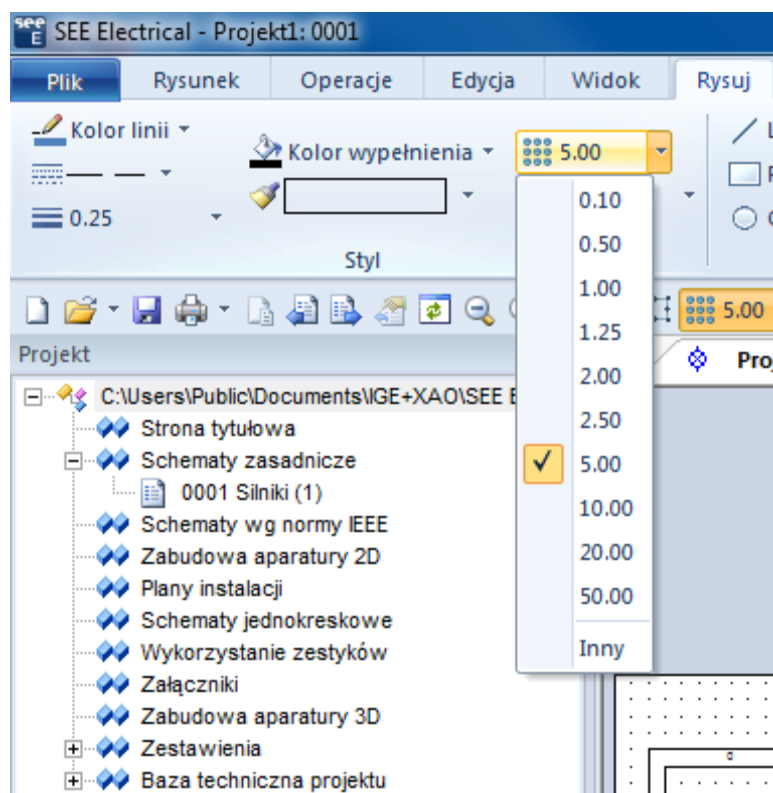 see E SEE Electrical - Projekt1: 0001
Plik Rysunek Operacje Edycja Widok Rysuj
Kolor linii
Kolor wypełnienia
5.00
0.25
Styl
0.10
0.50
1.00
1.25
2.00
2.50
5.00
10.00
20.00
50.00
Inny
5.00
Projekt
C:\Users\Public\Documents\IGE+XAO\SEE
Strona tytułowa
Schematy zasadnicze
0001 Silniki (1)
Schematy wg normy IEEE
Zabudowa aparatury 2D
Plany instalacji
Schematy jednokreskowe
Wykorzystanie zestyków
Załączniki
Zabudowa aparatury 3D
Zestawienia
Baza techniczna projektu